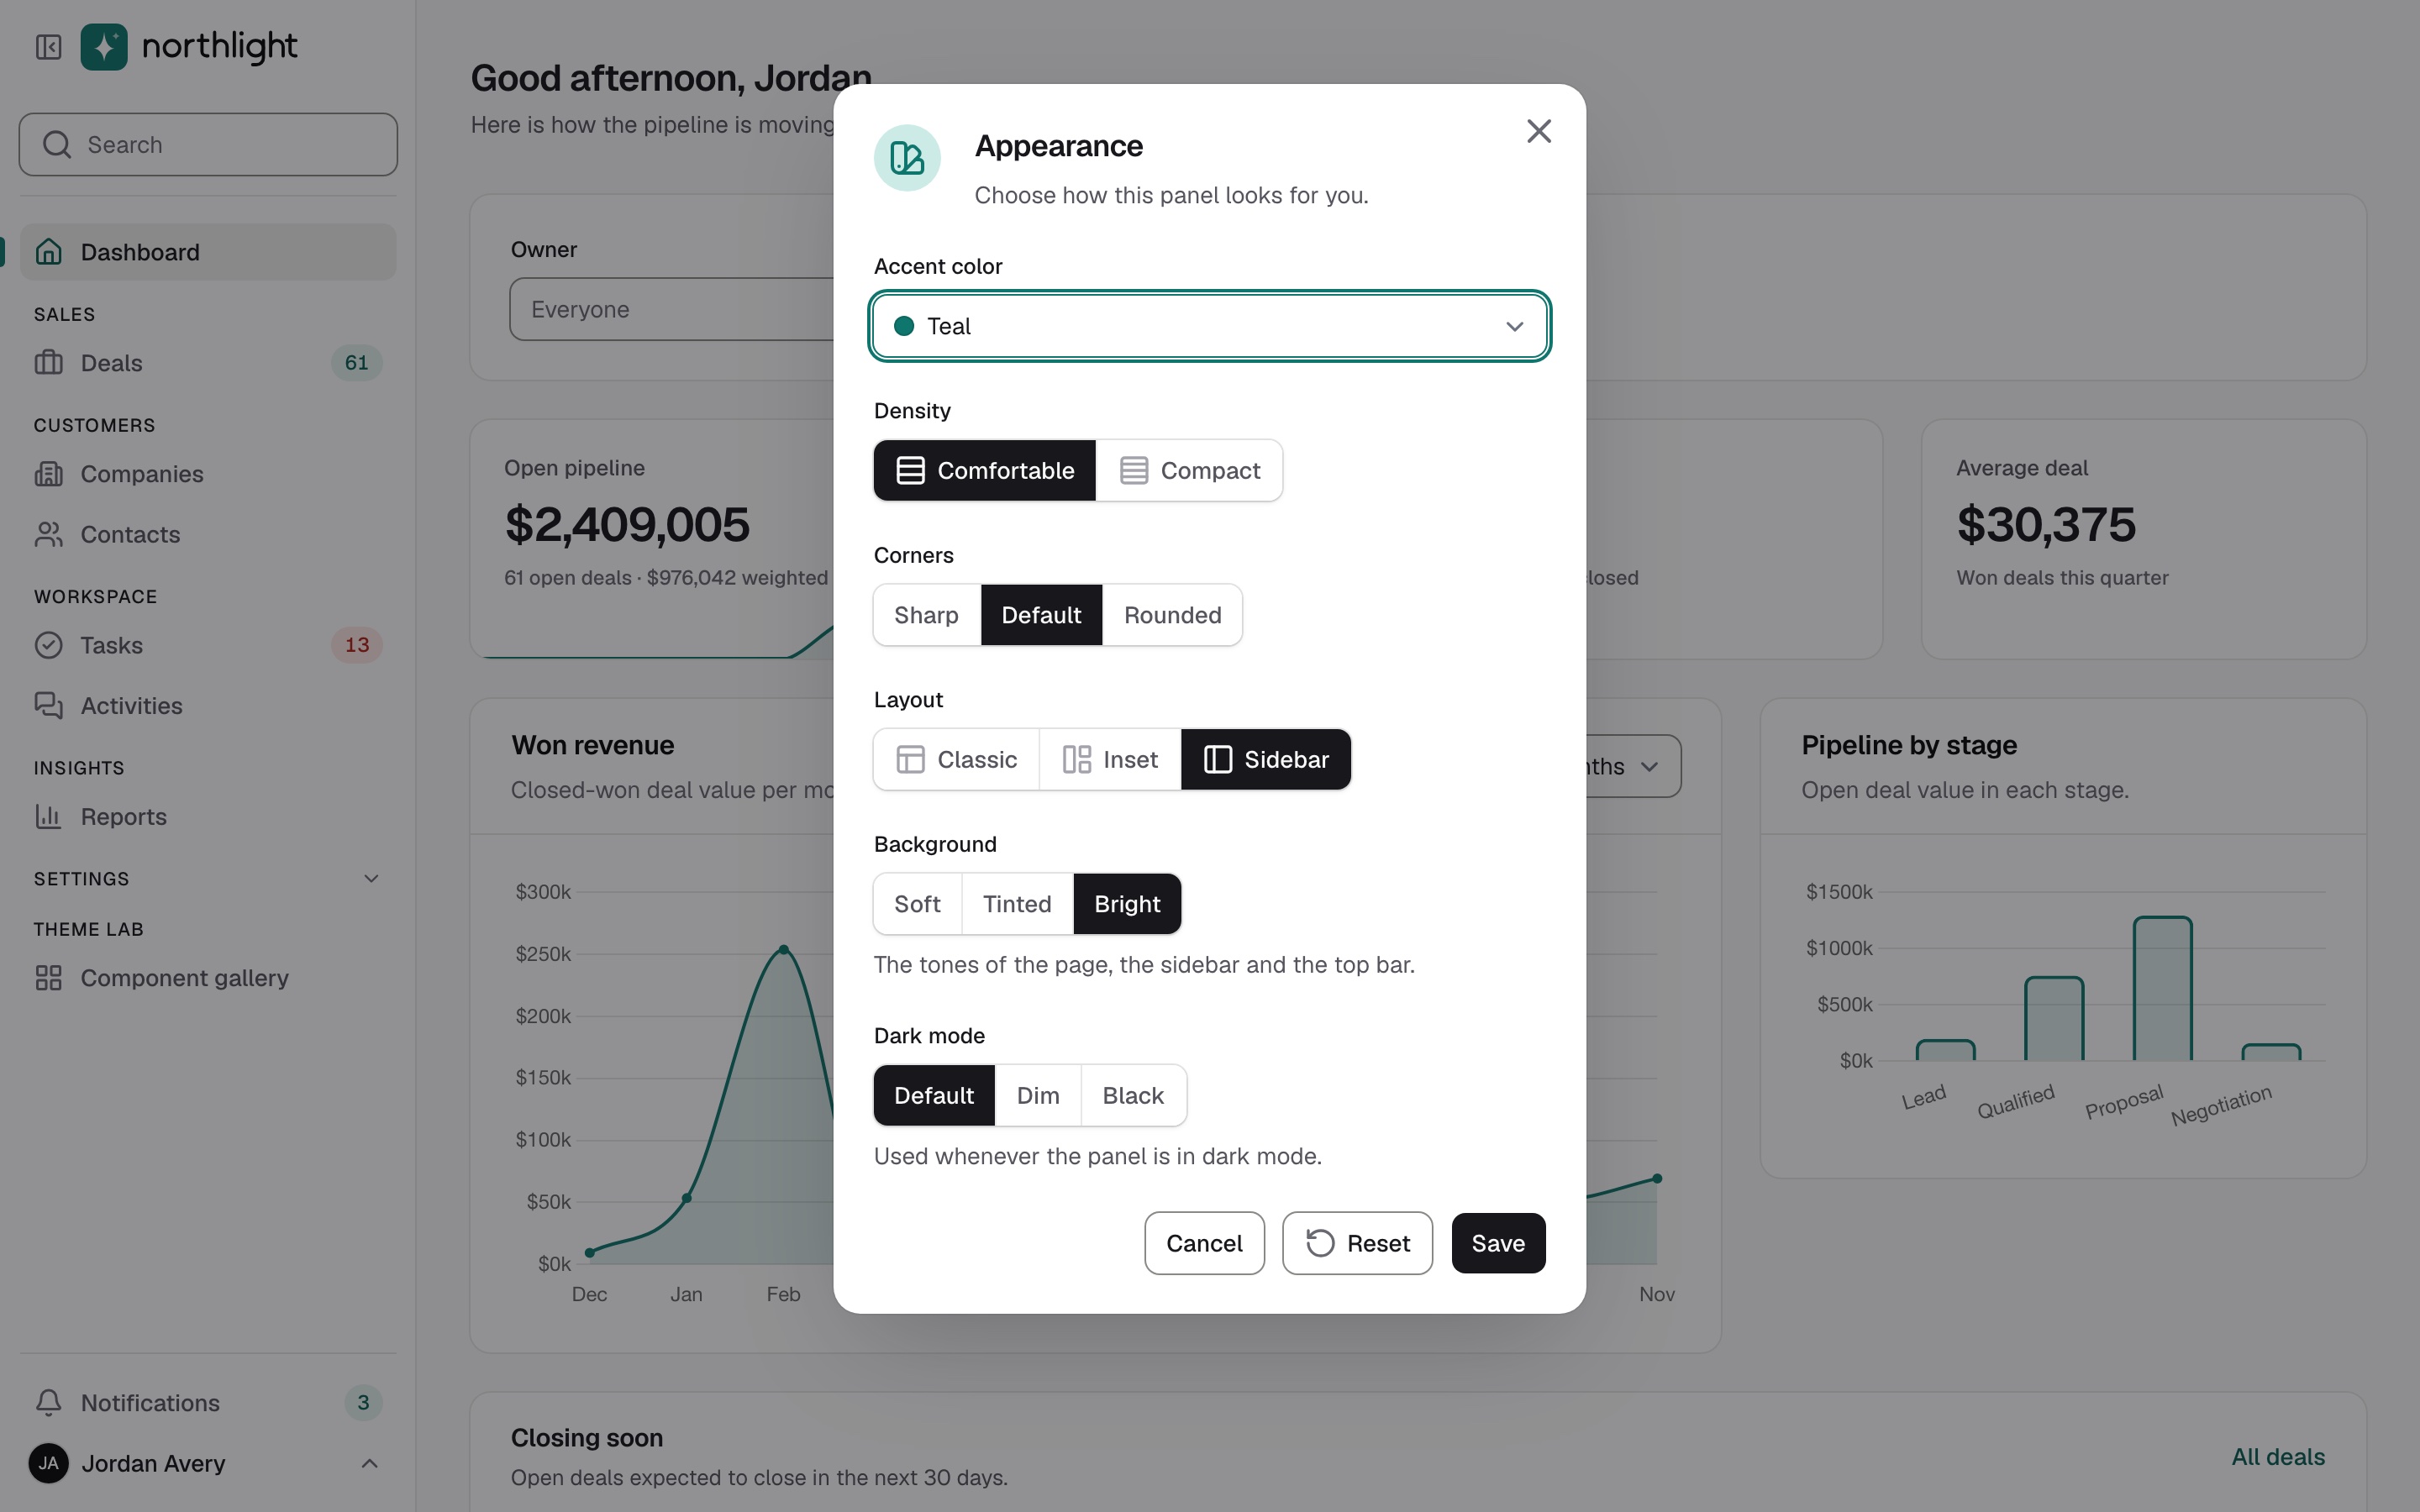 northlight
Search
Dashboard
SALES
Deals
61
CUSTOMERS
Companies
Contacts
WORKSPACE
Tasks
13
Activities
INSIGHTS
Reports
SETTINGS
THEME LAB
Component gallery
Notifications
3
JA
Jordan Avery
Good afternoon, Jordan
Here is how the pipeline is moving
Owner
Everyone
Open pipeline
$2,409,005
61 open deals · $976,042 weighted
closed
Average deal
$30,375
Won deals this quarter
Won revenue
Closed-won deal value per
$300k
$250k
$200k
$150k
$100k
$50k
$0k
Dec
Jan
Feb
Nov
Pipeline by stage
Open deal value in each stage.
$1500k
$1000k
$500k
$0k
Lead
Qualified
Proposal
Negotiation
Closing soon
Open deals expected to close in the next 30 days.
All deals
Appearance
Choose how this panel looks for you.
Accent color
Teal
Density
Comfortable
Compact
Corners
Sharp
Default
Rounded
Layout
Classic
Inset
Sidebar
Background
Soft
Tinted
Bright
The tones of the page, the sidebar and the top bar.
Dark mode
Default
Dim
Black
Used whenever the panel is in dark mode.
Cancel
Reset
Save